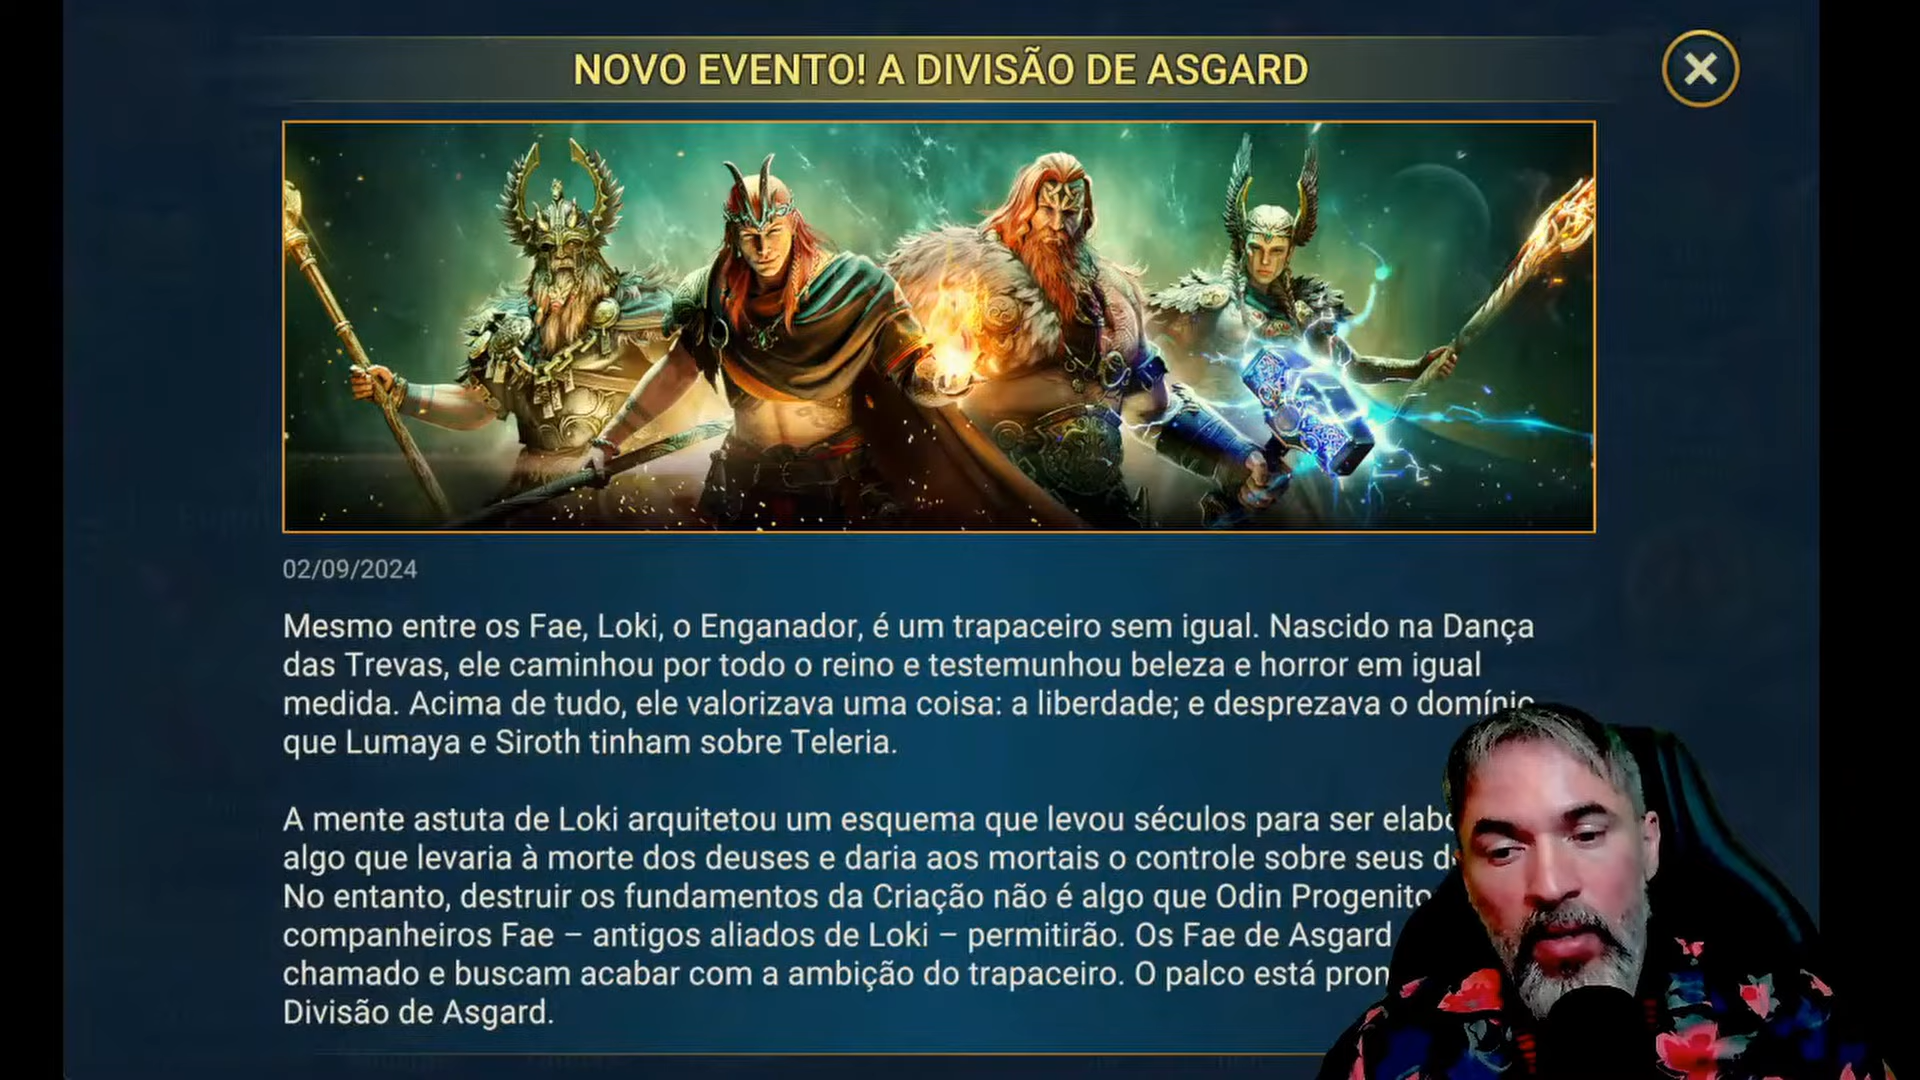 NOVO EVENTO! A DIVISÃO DE ASGARD
02/09/2024
Mesmo entre os Fae, Loki, o Enganador, é um trapaceiro sem igual. Nascido na Dança
das Trevas, ele caminhou por todo o reino e testemunhou beleza e horror em igual
medida. Acima de tudo, ele valorizava uma coisa: a liberdade; e desprezava o domínio
que Lumaya e Siroth tinham sobre Teleria.
A mente astuta de Loki arquitetou um esquema que levou séculos para ser
algo que levaria à morte dos deuses e daria aos mortais o controle sobre seus
No entanto, destruir os fundamentos da Criação não é algo que Odin
companheiros Fae – antigos aliados de Loki – permitirão. Os Fae de Asgard
chamado e buscam acabar com a ambição do trapaceiro. O palco está
Divisão de Asgard.